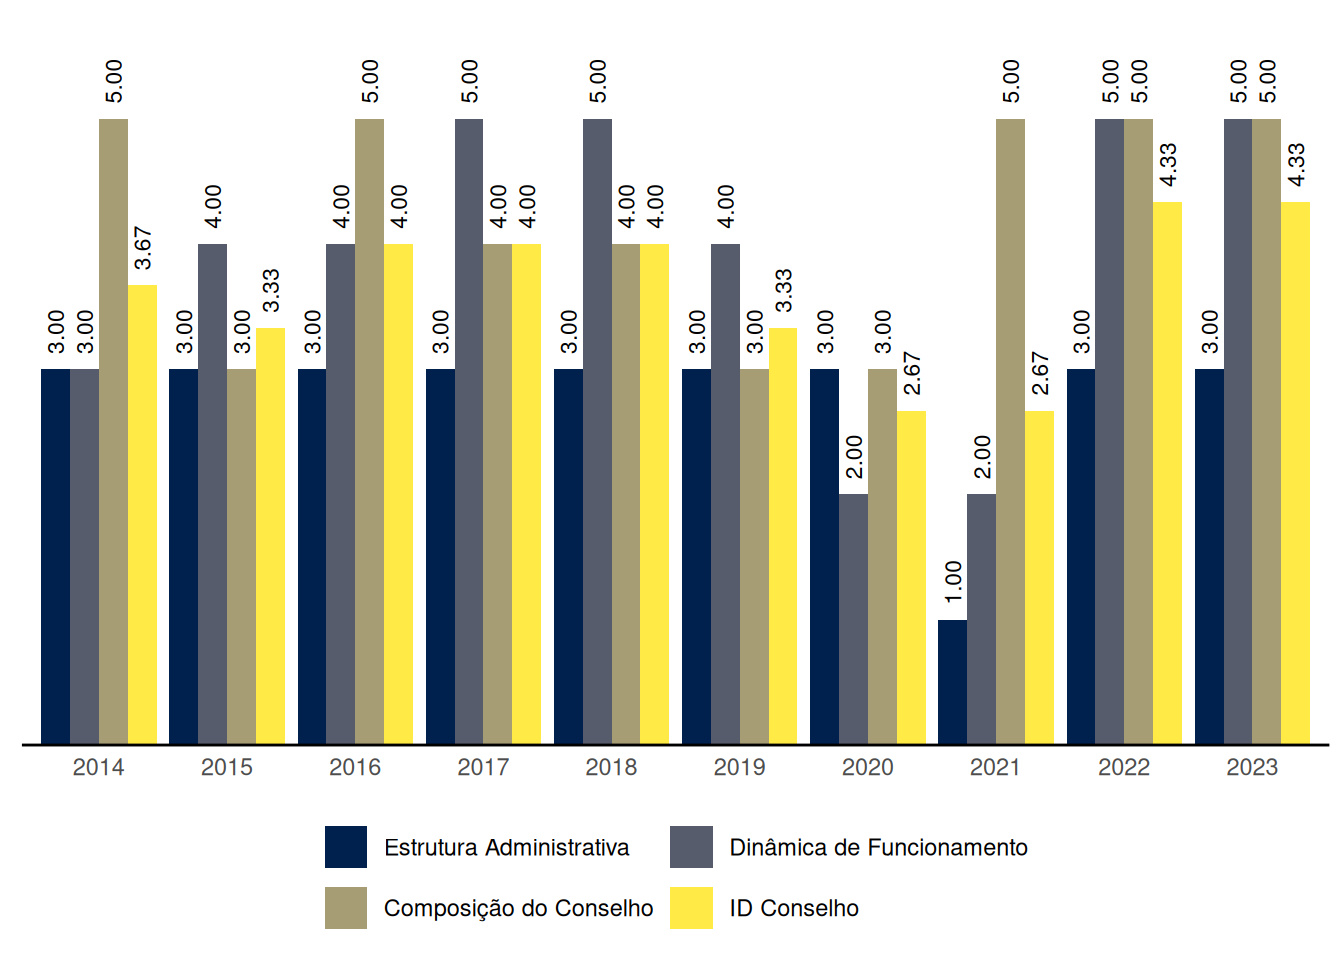 3.00 3.00 5.00 3.67 3.00 4.00 3.00 3.33 3.00 4.00 5.00 4.00 3.00 5.00 4.00 4.00 3.00 5.00 4.00 4.00 3.00 4.00 3.00 3.33 3.00 2.00 3.00 2.67 1.00 2.00 5.00 2.67 3.00 5.00 5.00 4.33 3.00 5.00 5.00 4.33
2014 2015 2016 2017 2018 2019 2020 2021 2022 2023
Estrutura Administrativa Dinâmica de Funcionamento
Composição do Conselho ID Conselho